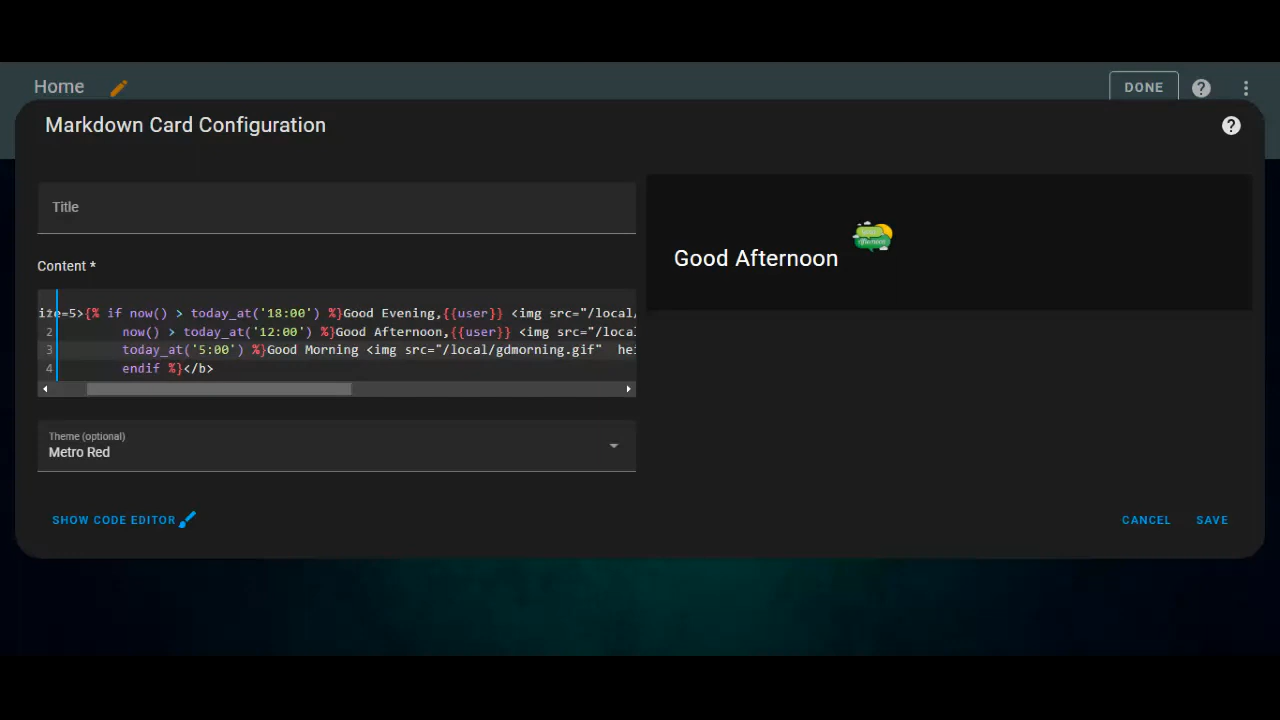 Home
DONE
Markdown Card Configuration
Title
Content *
ize=5>{% if now() > today_at('18:00') %}Good Evening,{{user}} <img src="/local/
2 now() > today_at('12:00') %}Good Afternoon,{{user}} <img src="/loca
3 today_at('5:00') %}Good Morning <img src="/local/gdmorning.gif"  hei
4 endif %}</b>
Theme (optional)
Metro Red
SHOW CODE EDITOR
Good Afternoon
CANCEL
SAVE